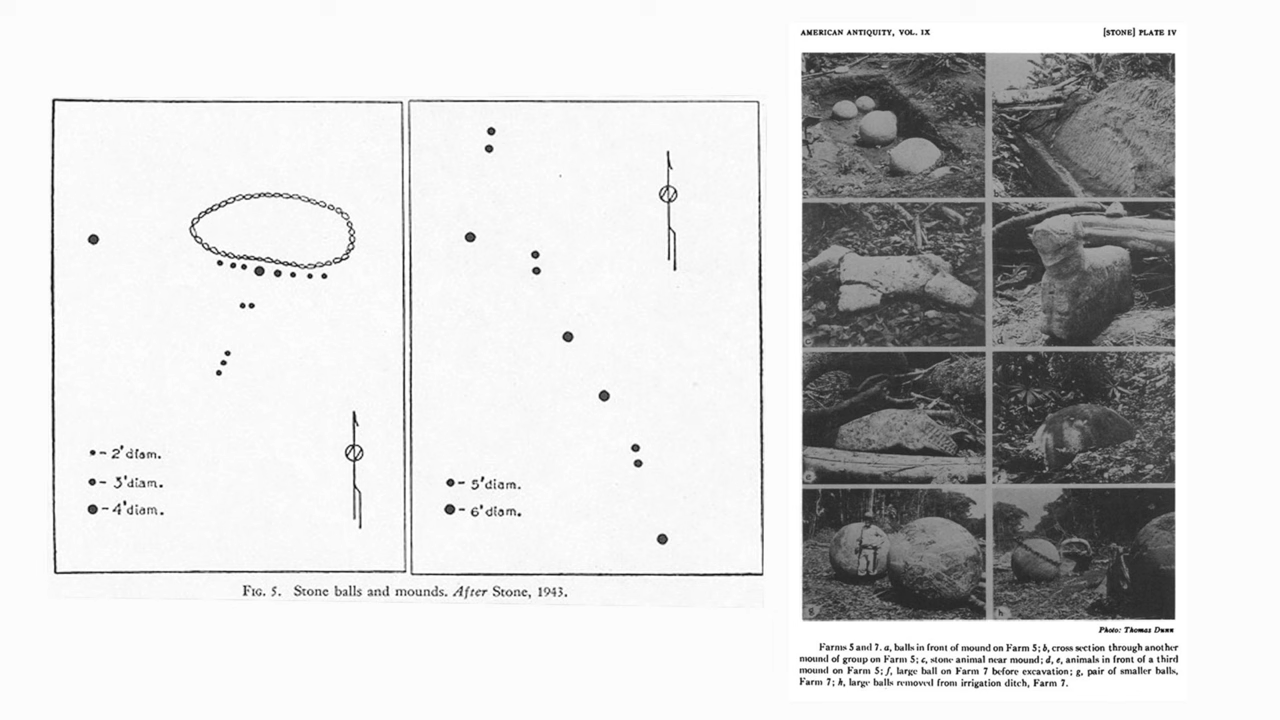 2'diam.
3'diam.
4'diam.
5'diam.
6'diam.
FIG. 5. Stone balls and mounds. After Stone, 1943.
AMERICAN ANTIQUITY, VOL. IX
[STONE] PLATE IV
d
g
h
Photo: Thomas Dunn
Farms 5 and 7. a, balls in front of mound on Farm 5; b, cross section through another
mound of group on Farm 5; c, stone animal near mound; d, e, animals in front of a third
mound on Farm 5; f, large ball on Farm 7 before excavation; g, pair of smaller balls,
Farm 7; h, large balls removed from irrigation ditch, Farm 7.